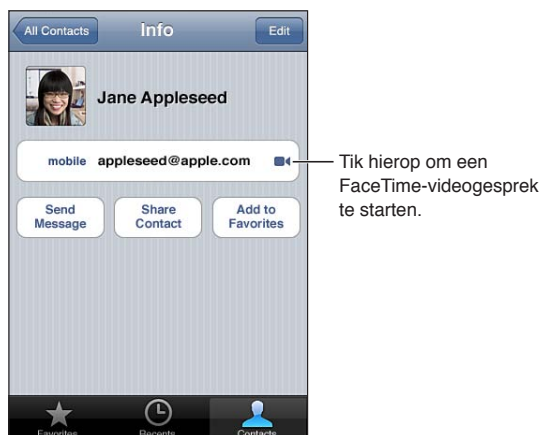 All Contacts Info Edit
Jane Appleseed
mobile appleseed@apple.com
Tik hierop om een
FaceTime-videogesprek
te starten.
Send
Message
Share
Contact
Add to
Favorites
Favorites Recents Contacts